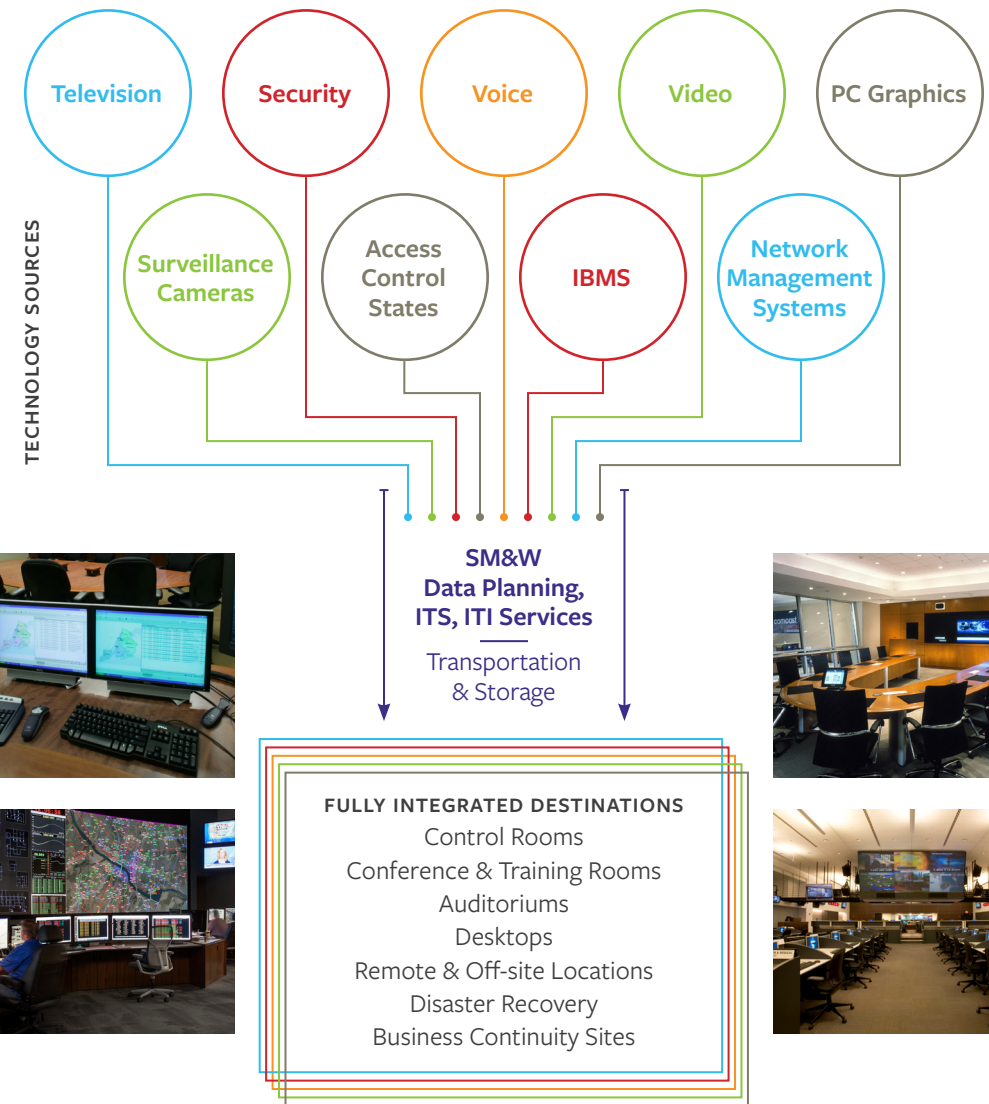 Television
Security
Voice
Video
PC Graphics
Surveillance
Cameras
Access
Control
States
IBMS
Network
Management
Systems
TECHNOLOGY SOURCES
SM&W
Data Planning,
ITS, ITI Services
Transportation
& Storage
comcast
FULLY INTEGRATED DESTINATIONS
Control Rooms
Conference & Training Rooms
Auditoriums
Desktops
Remote & Off-site Locations
Disaster Recovery
Business Continuity Sites